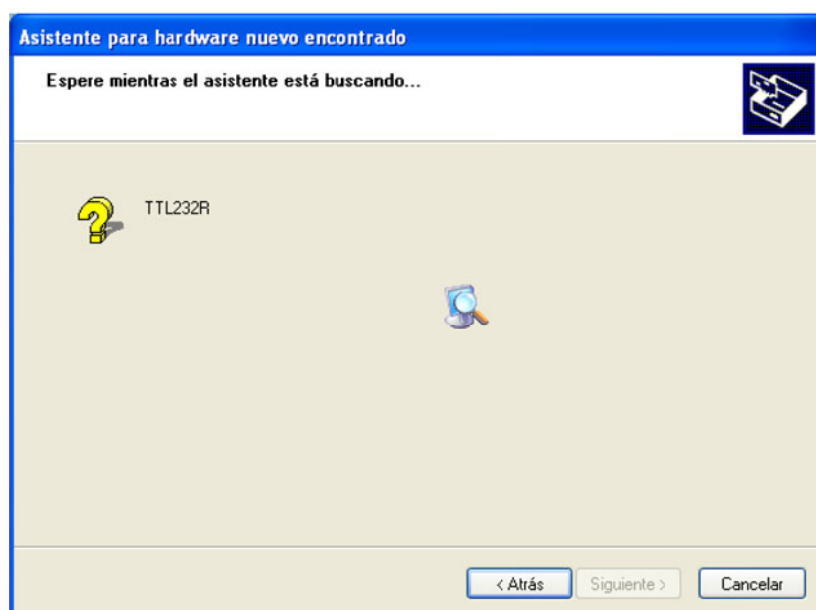 Asistente para hardware nuevo encontrado
Espere mientras el asistente está buscando...
TTL232R
< Atrás
Siguiente >
Cancelar